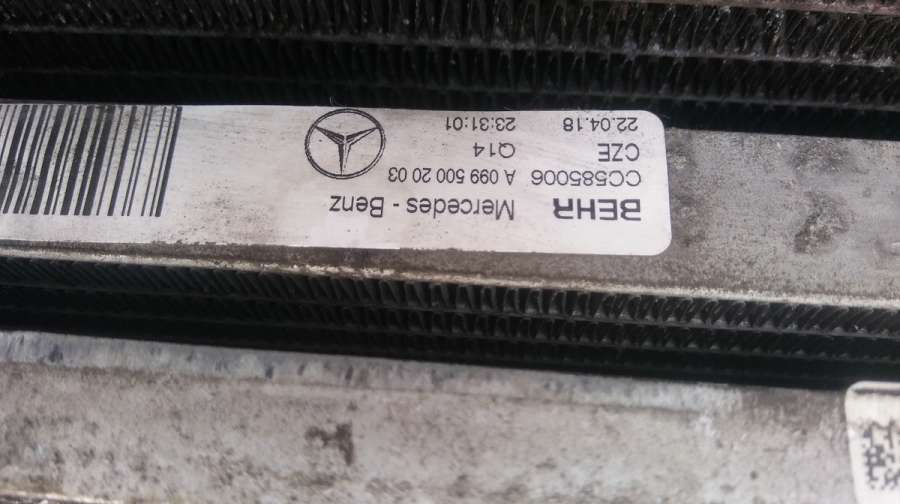 BEHR Mercedes - Benz
CC585006 A 099 500 20 03
CZE Q14
22.04.18 23:31:01